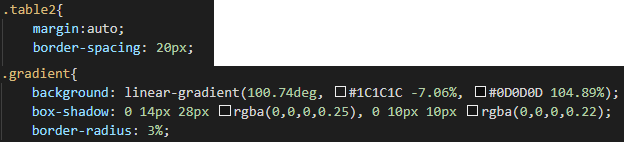 .table2{
margin:auto;
border-spacing: 20px;
.gradient{
background: linear-gradient(100.74deg, #1C1C1C -7.06%, #0D0D0D 104.89%);
box-shadow: 0 14px 28px rgba(0,0,0,0.25), 0 10px 10px rgba(0,0,0,0.22);
border-radius: 3%;